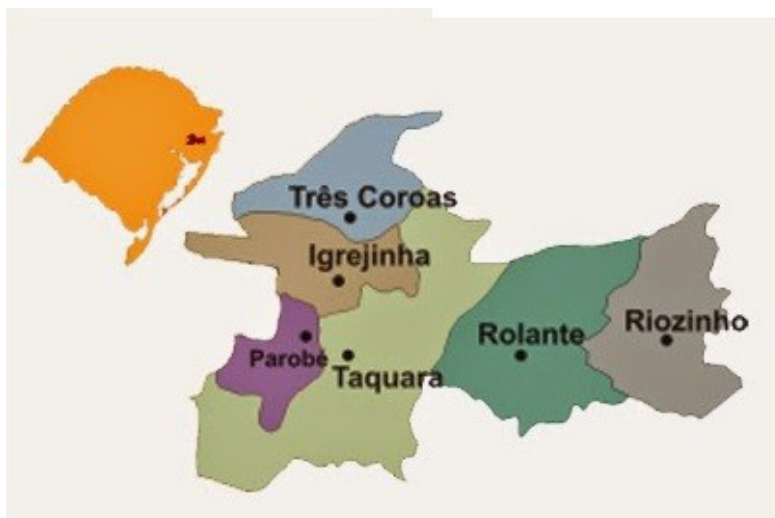 Três Coroas
Igrejinha
Parobé
Taquara
Rolante
Riozinho